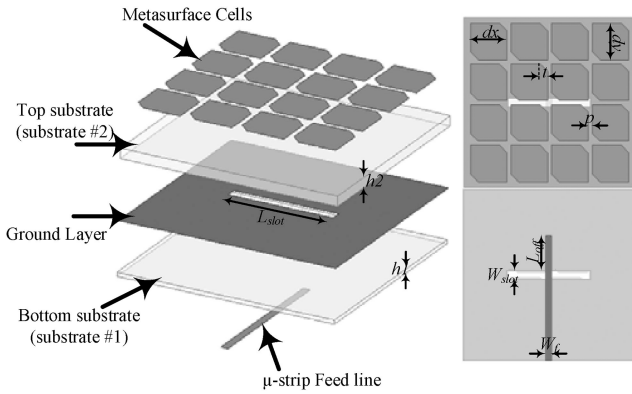 Metasurface Cells
Top substrate
(substrate #2)
h2
Lslot
Ground Layer
h1
Bottom substrate
(substrate #1)
μ-strip Feed line
dx
dy
t
p
Loff
Wslot
Wf